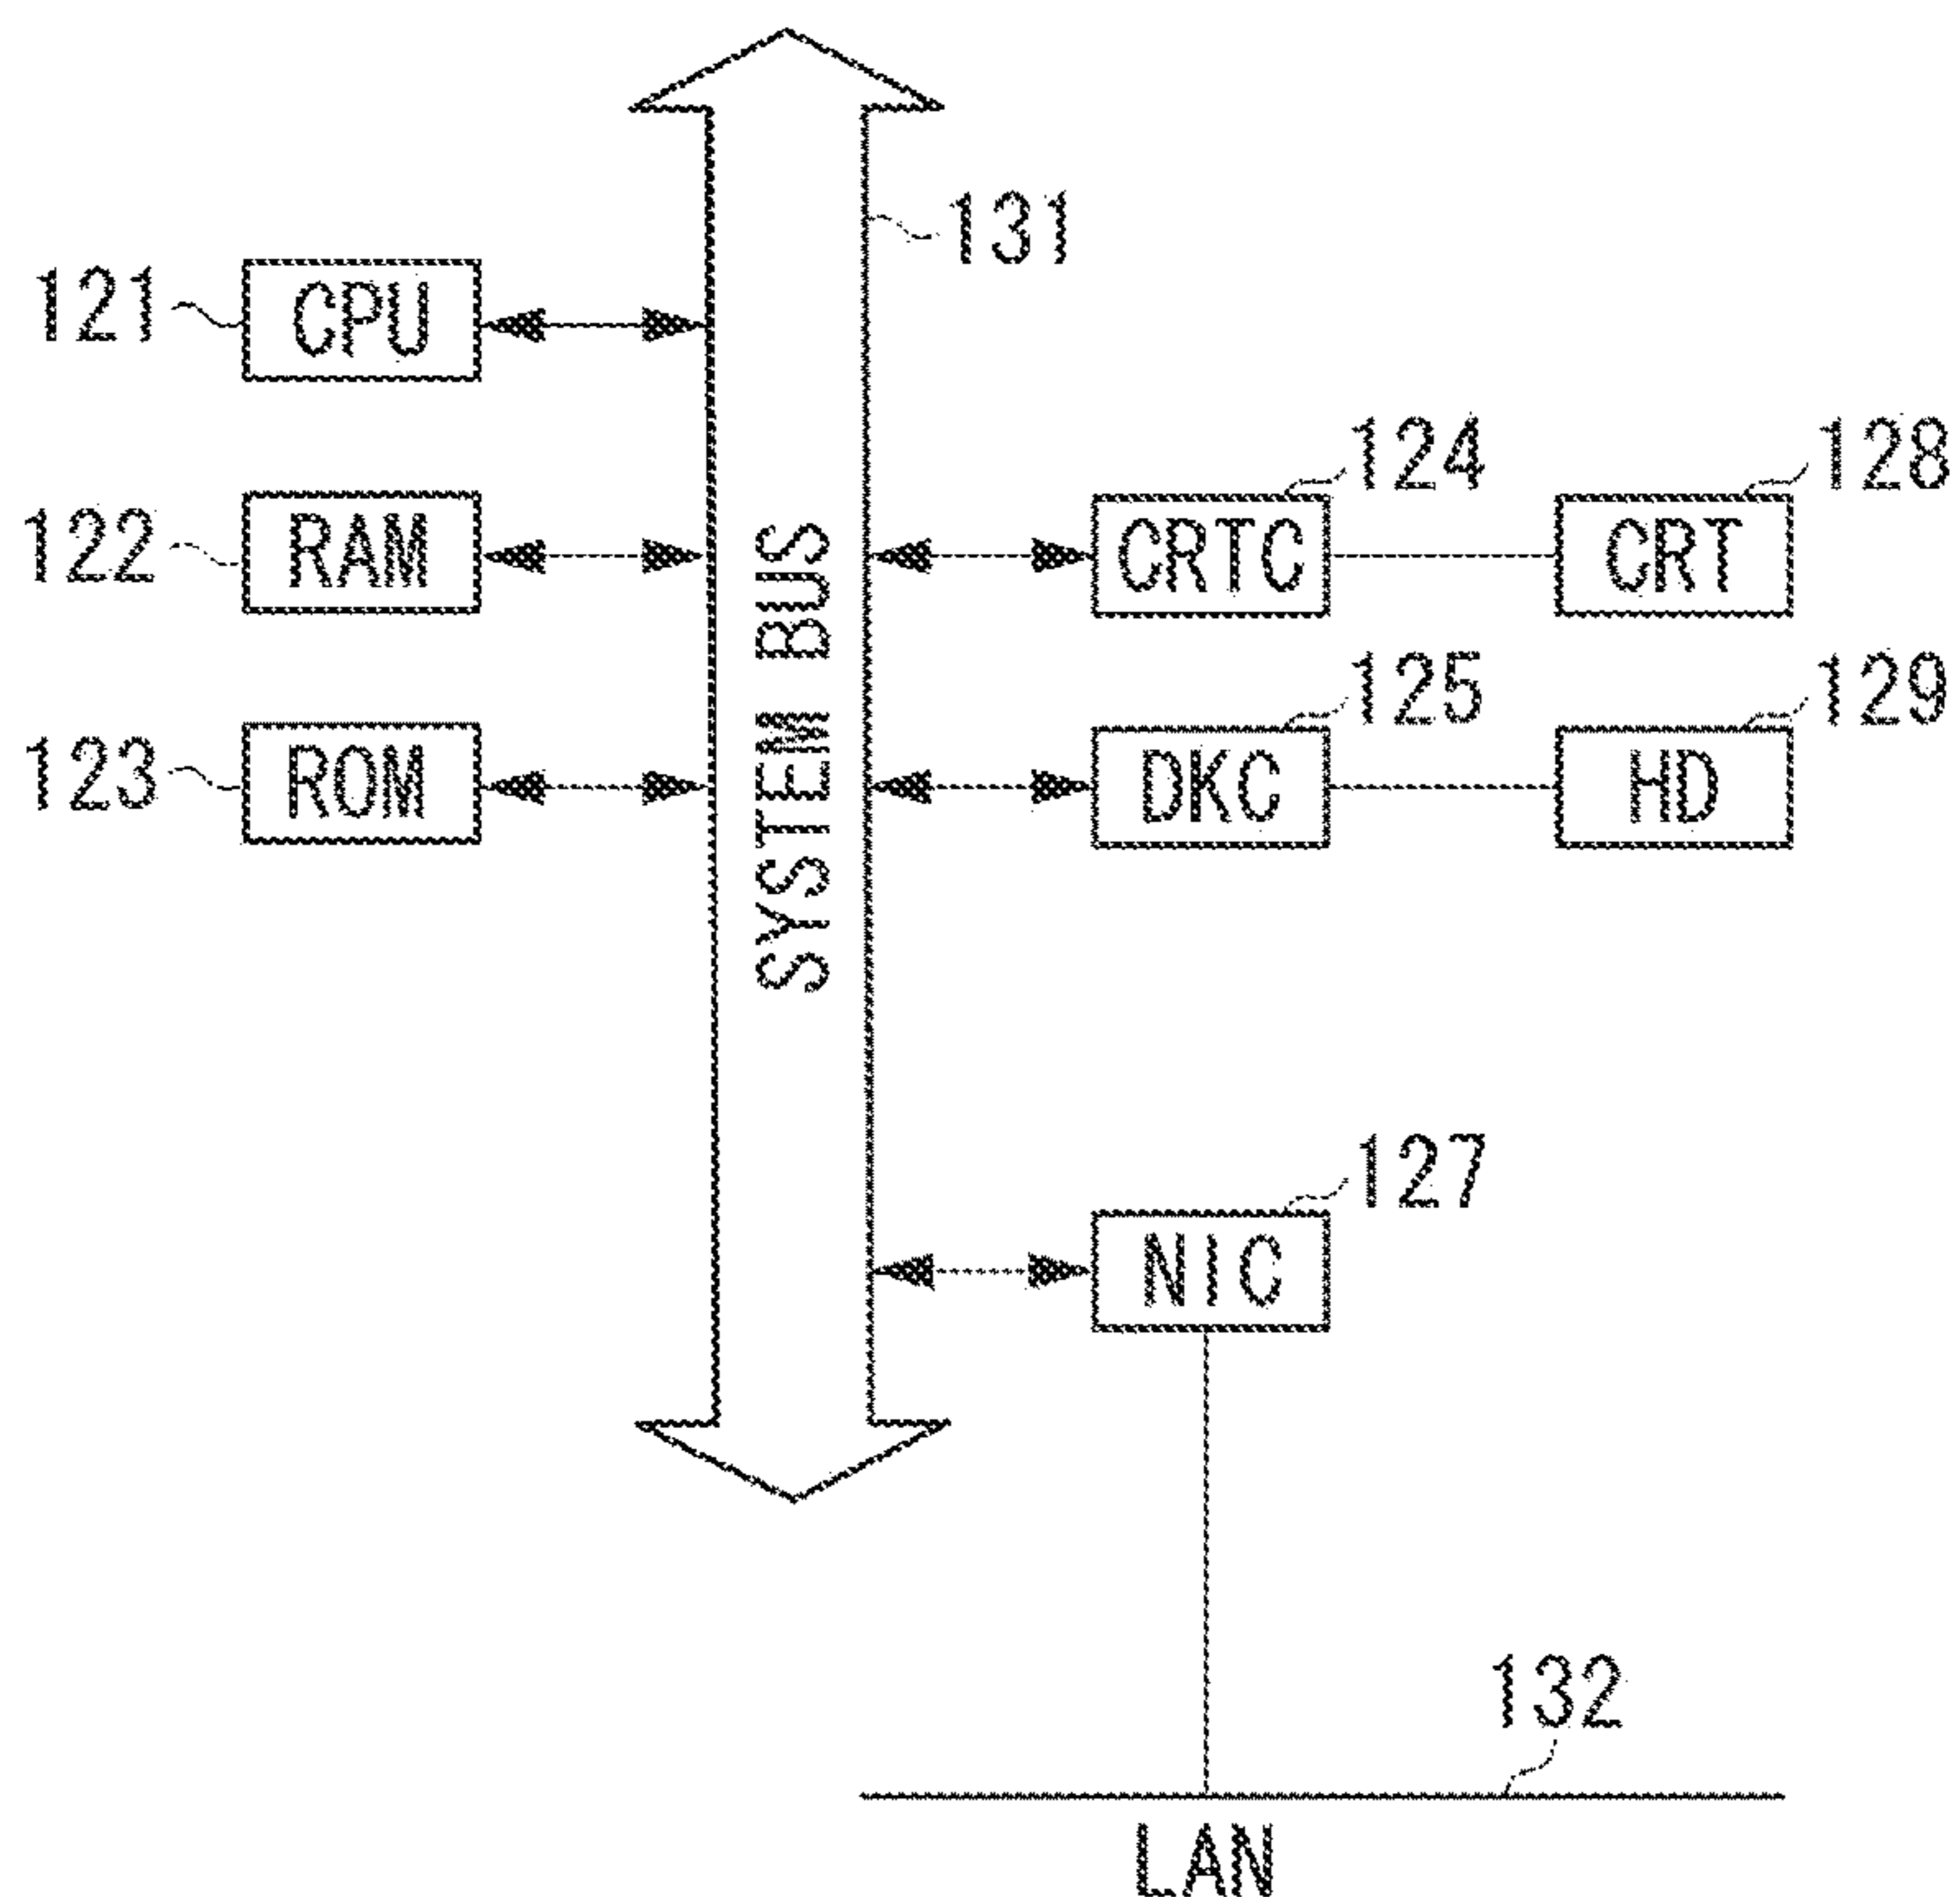 131
121
CPU
124
128
122
RAM
CRTC
CRT
SYSTEM BUS
125
129
123
ROM
DKC
HD
127
NIC
132
LAN